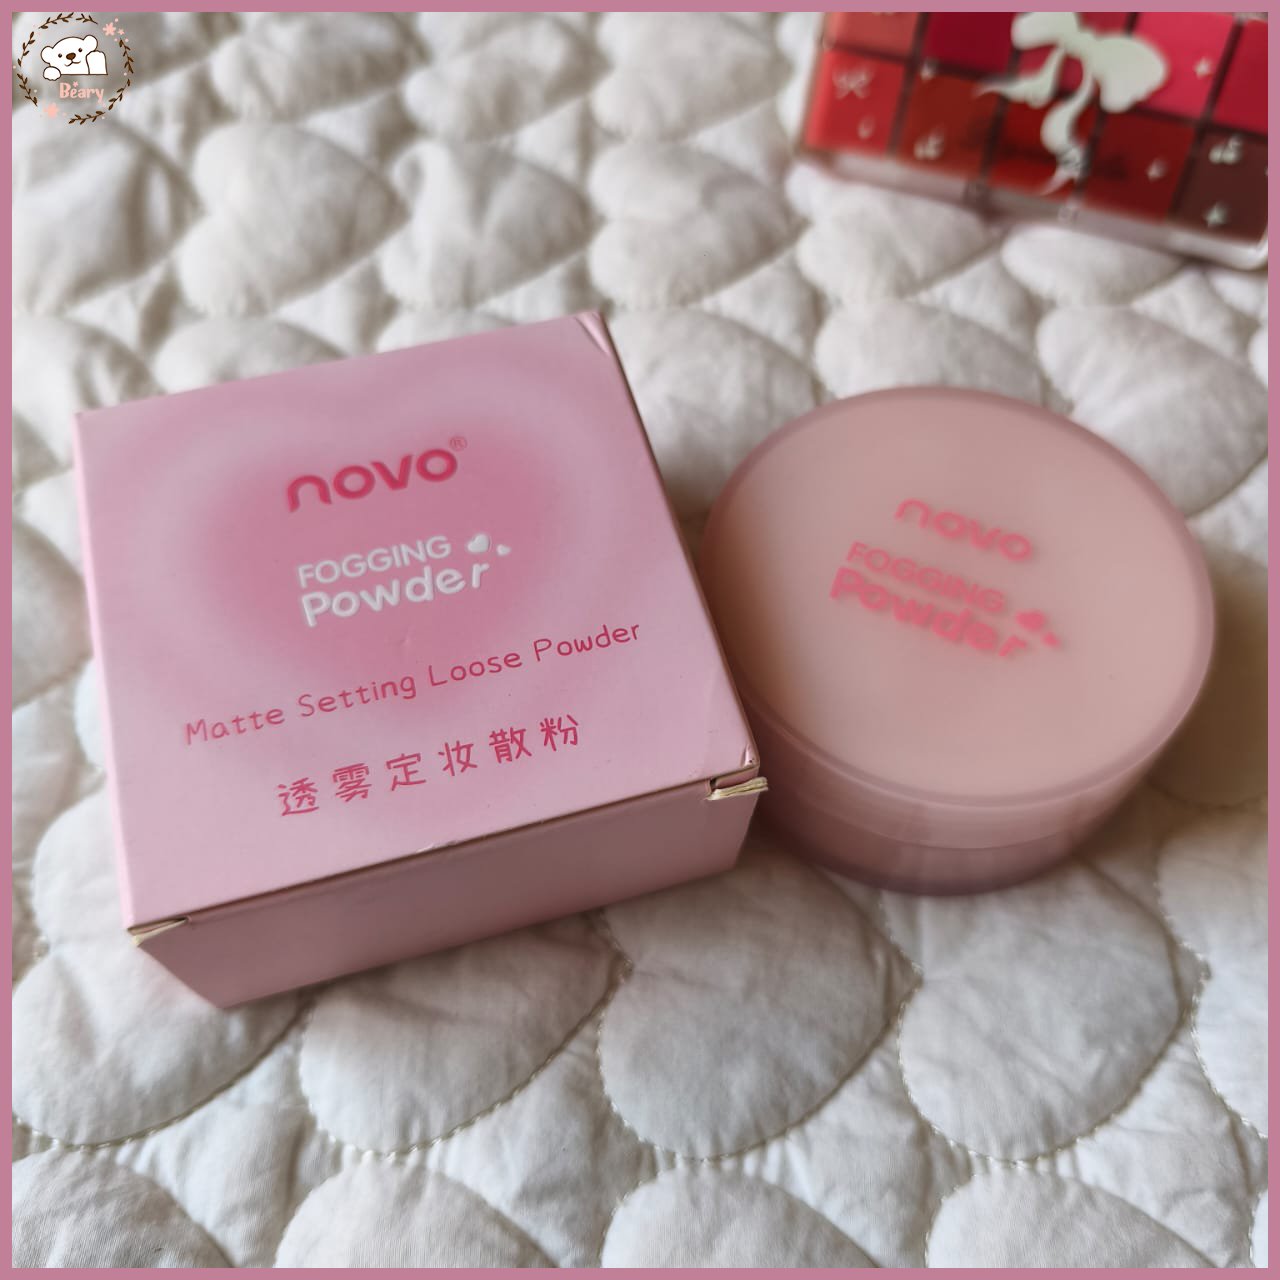 Beary
novo®
FOGGING
Powder
Matte Setting Loose Powder
透雾定妆散粉
novo
FOGGING
Powder